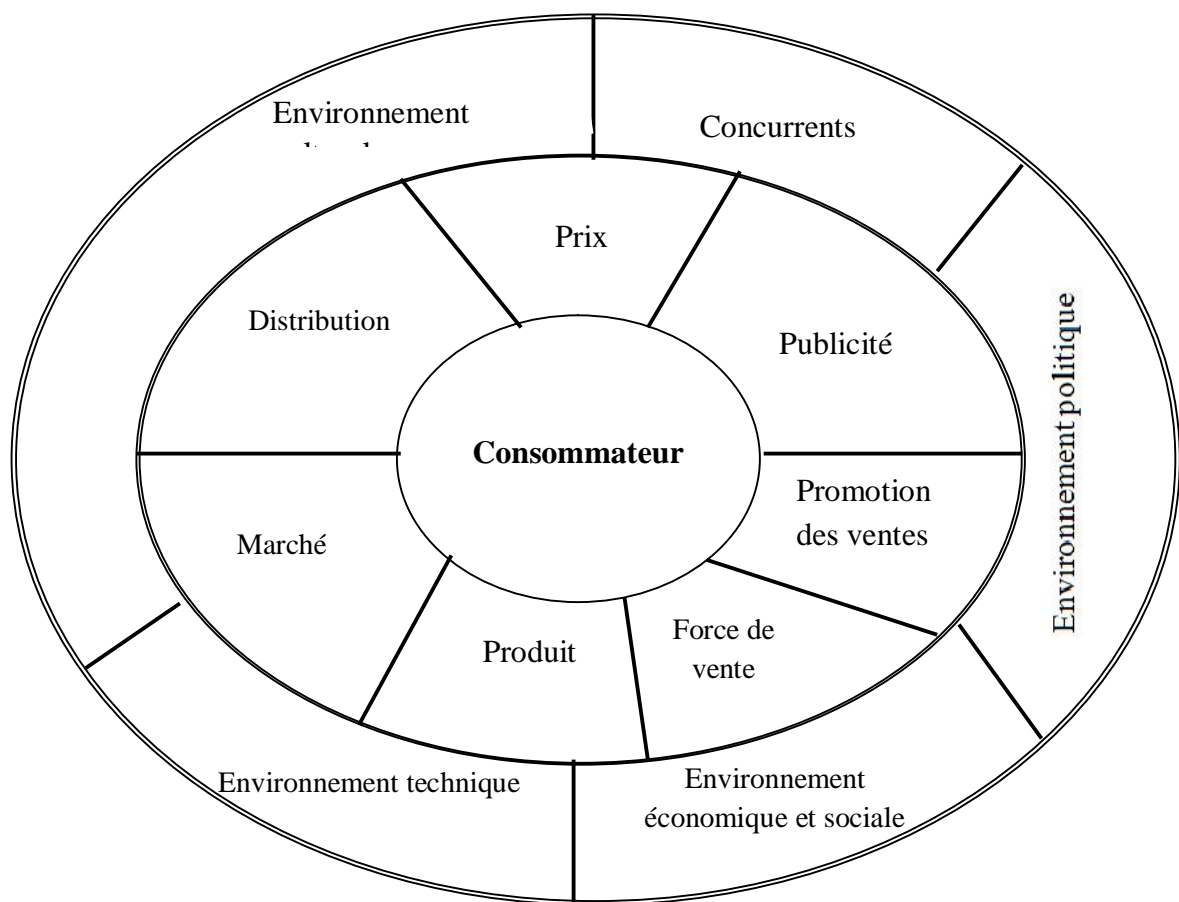 Environnement
Concurrents
Prix
Distribution
Publicité
Environnement politique
Consommateur
Promotion
des ventes
Marché
Force de
vente
Produit
Environnement technique
Environnement
économique et sociale